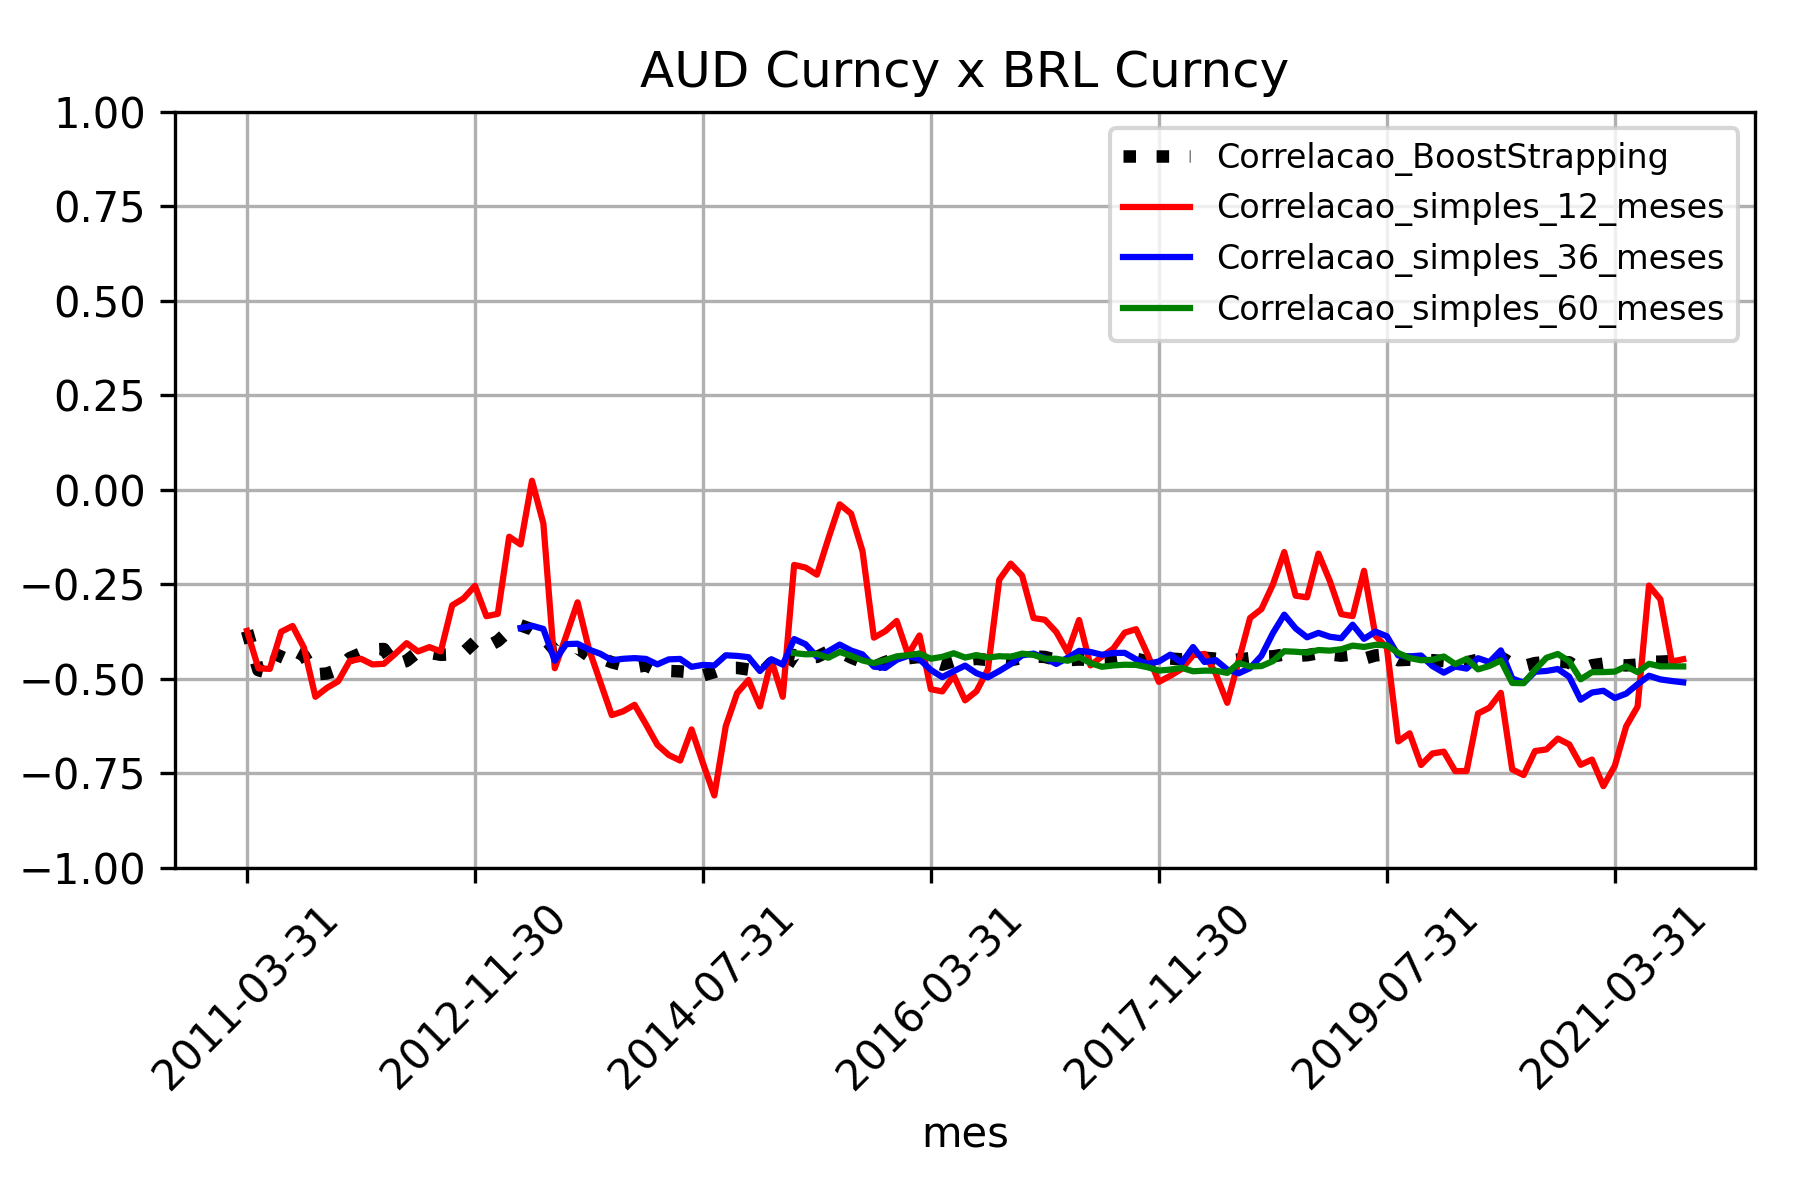 AUD Curncy x BRL Curncy
1.00
0.75
0.50
0.25
0.00
−0.25
−0.50
−0.75
−1.00
Correlacao_BoostStrapping
Correlacao_simples_12_meses
Correlacao_simples_36_meses
Correlacao_simples_60_meses
2011-03-31
2012-11-30
2014-07-31
2016-03-31
2017-11-30
2019-07-31
2021-03-31
mes